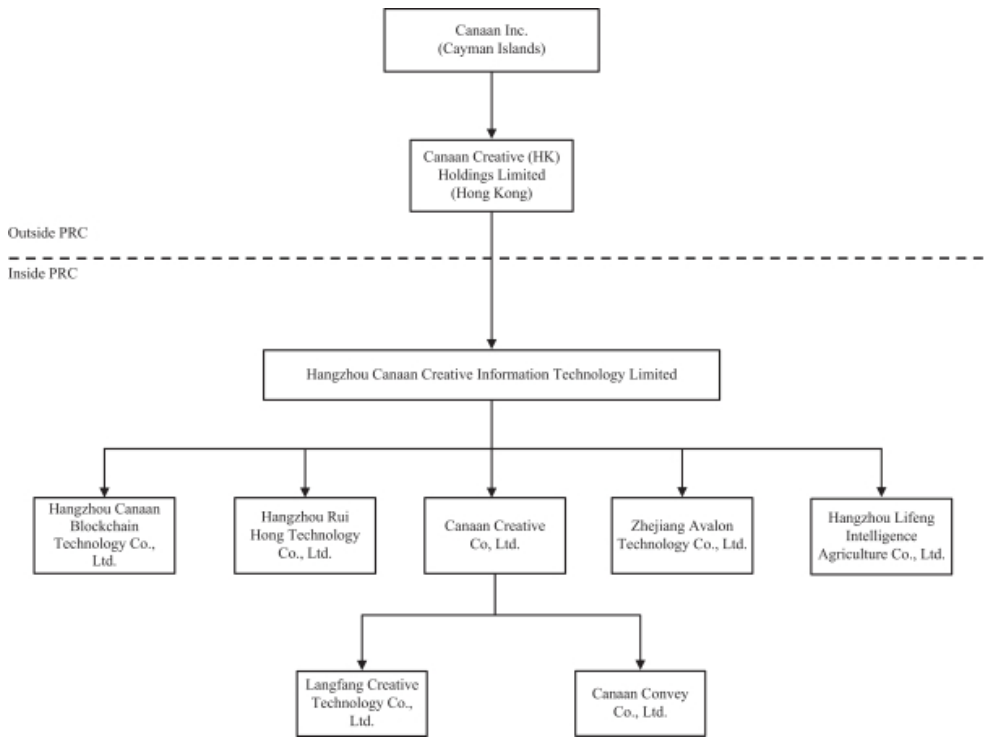 Canaan Inc.
(Cayman Islands)
Canaan Creative (HK)
Holdings Limited
(Hong Kong)
Outside PRC
Inside PRC
Hangzhou Canaan Creative Information Technology Limited
Hangzhou Canaan
Blockchain
Technology Co.,
Ltd.
Hangzhou Rui
Hong Technology
Co., Ltd.
Canaan Creative
Co, Ltd.
Zhejiang Avalon
Technology Co., Ltd.
Hangzhou Lifeng
Intelligence
Agriculture Co., Ltd.
Langfang Creative
Technology Co.,
Ltd.
Canaan Convey
Co., Ltd.